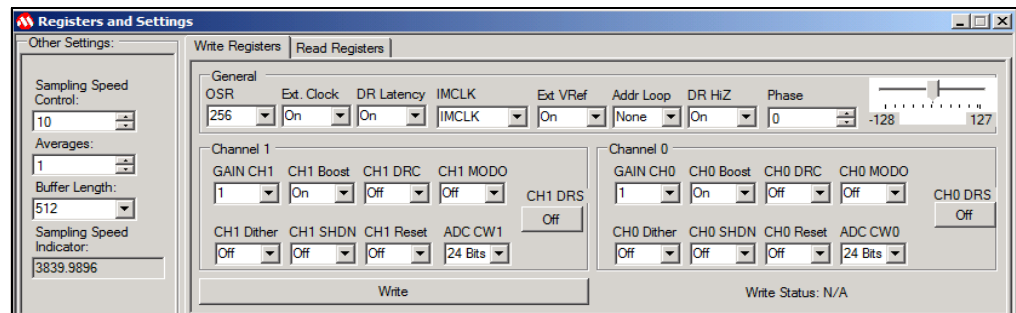 Registers and Settings
Other Settings:
Sampling Speed
Control:
10
Averages:
1
Buffer Length:
512
Sampling Speed
Indicator:
3839.9896
Write Registers Read Registers
General
OSR Ext. Clock DR Latency IMCLK Ext VRef Addr Loop DR HiZ Phase
256 On On IMCLK On None On 0 -128 127
Channel 1
GAIN CH1 CH1 Boost CH1 DRC CH1 MODO
1 On Off Off
CH1 DRS
Off
CH1 Dither CH1 SHDN CH1 Reset ADC CW1
Off Off Off 24 Bits
Channel 0
GAIN CH0 CH0 Boost CH0 DRC CH0 MODO
1 On Off Off
CH0 DRS
Off
CH0 Dither CH0 SHDN CH0 Reset ADC CW0
Off Off Off 24 Bits
Write
Write Status: N/A